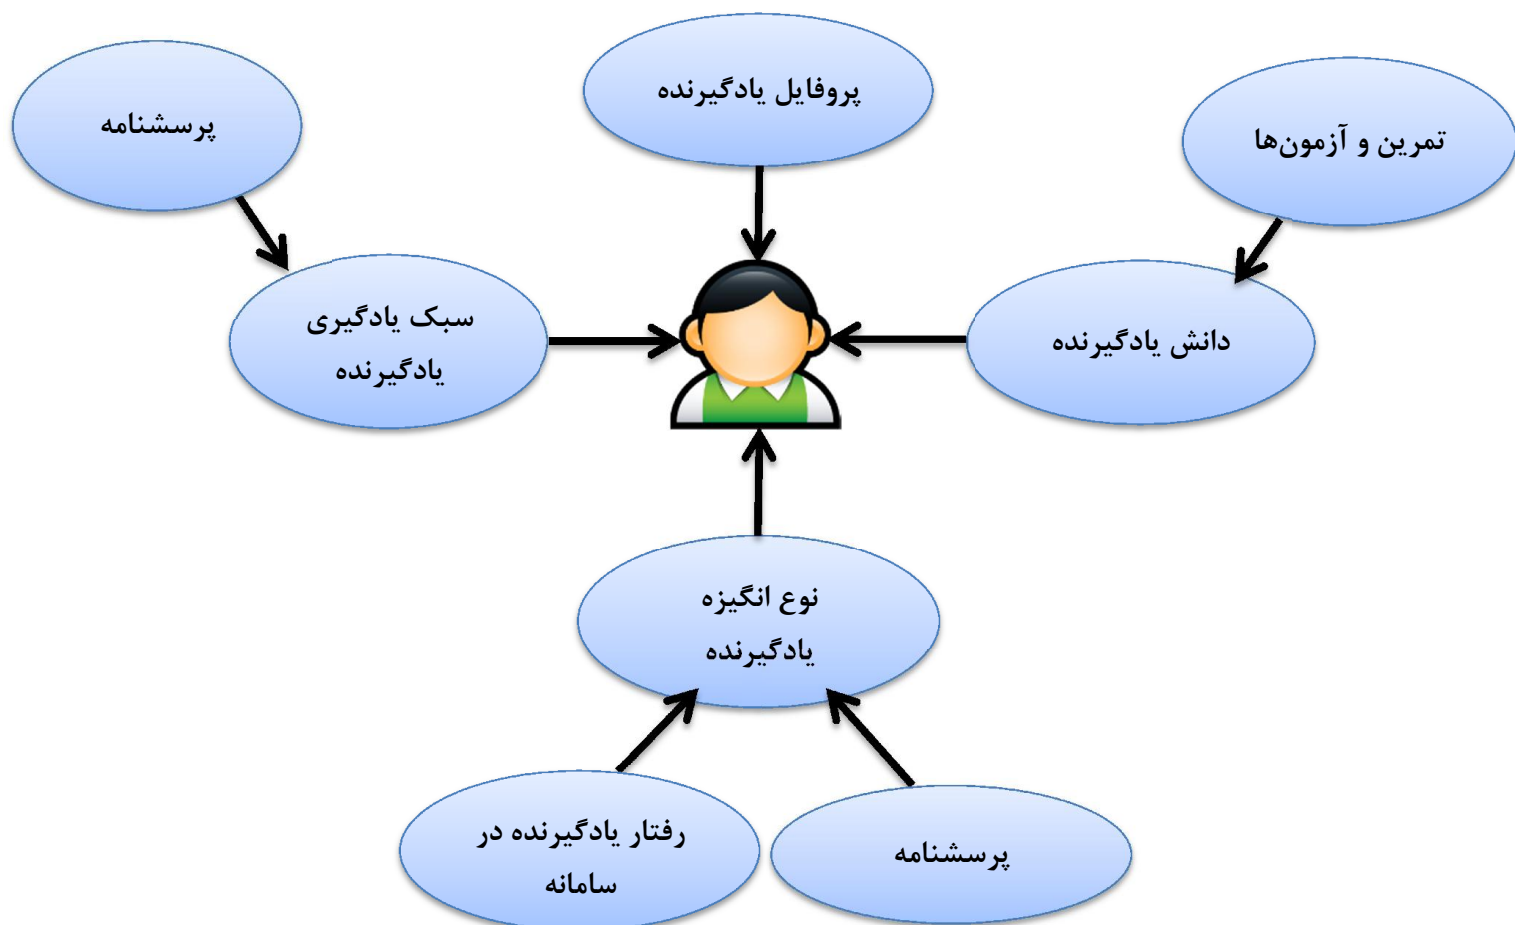 پروفایل یادگیرنده
پرسشنامه
تمرین و آزمون‌ها
سبک یادگیری
یادگیرنده
دانش یادگیرنده
نوع انگیزه
یادگیرنده
رفتار یادگیرنده در
سامانه
پرسشنامه